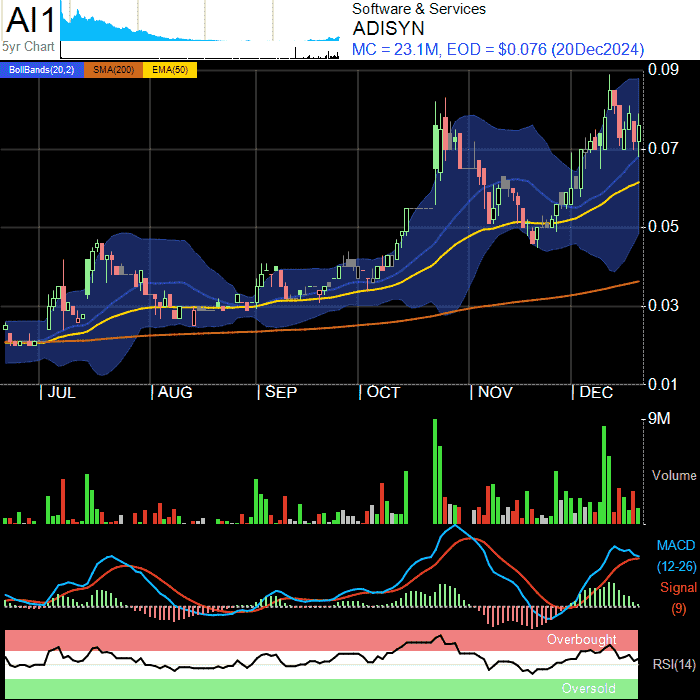 AI1
5yr Chart
Software & Services
ADISYN
MC = 23.1M, EOD = $0.076 (20Dec2024)
BollBands(20,2) SMA(200) EMA(50)
0.09
0.07
0.05
0.03
0.01
JUL AUG SEP OCT NOV DEC
9M
Volume
MACD
(12-26)
Signal
(9)
Overbought
RSI(14)
Oversold